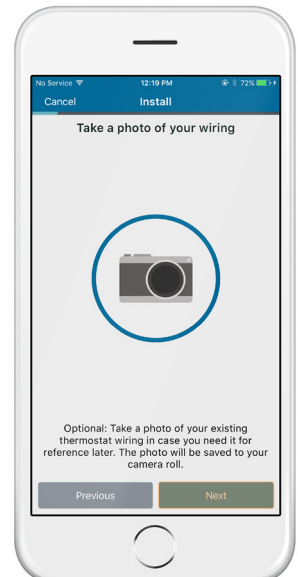 No Service 12:19 PM 72%
Cancel Install
Take a photo of your wiring
Optional: Take a photo of your existing
thermostat wiring in case you need it for
reference later. The photo will be saved to your
camera roll.
Previous Next